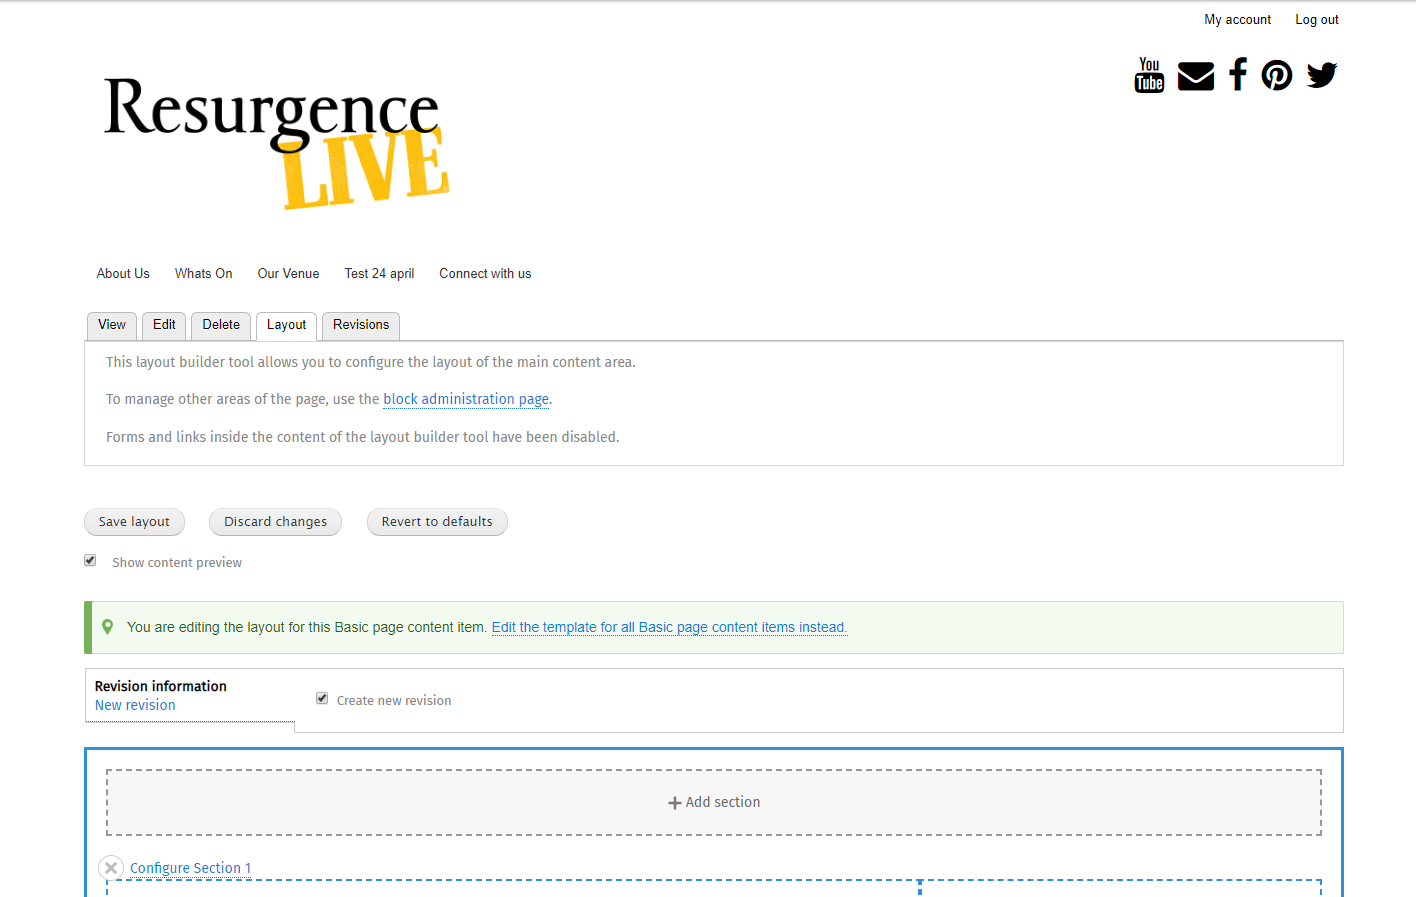 My account Log out
You
Tube
Resurgence
LIVE
About Us Whats On Our Venue Test 24 april Connect with us
View Edit Delete Layout Revisions
This layout builder tool allows you to configure the layout of the main content area.
To manage other areas of the page, use the block administration page.
Forms and links inside the content of the layout builder tool have been disabled.
Save layout Discard changes Revert to defaults
Show content preview
You are editing the layout for this Basic page content item. Edit the template for all Basic page content items instead.
Revision information
New revision
Create new revision
Add section
Configure Section 1